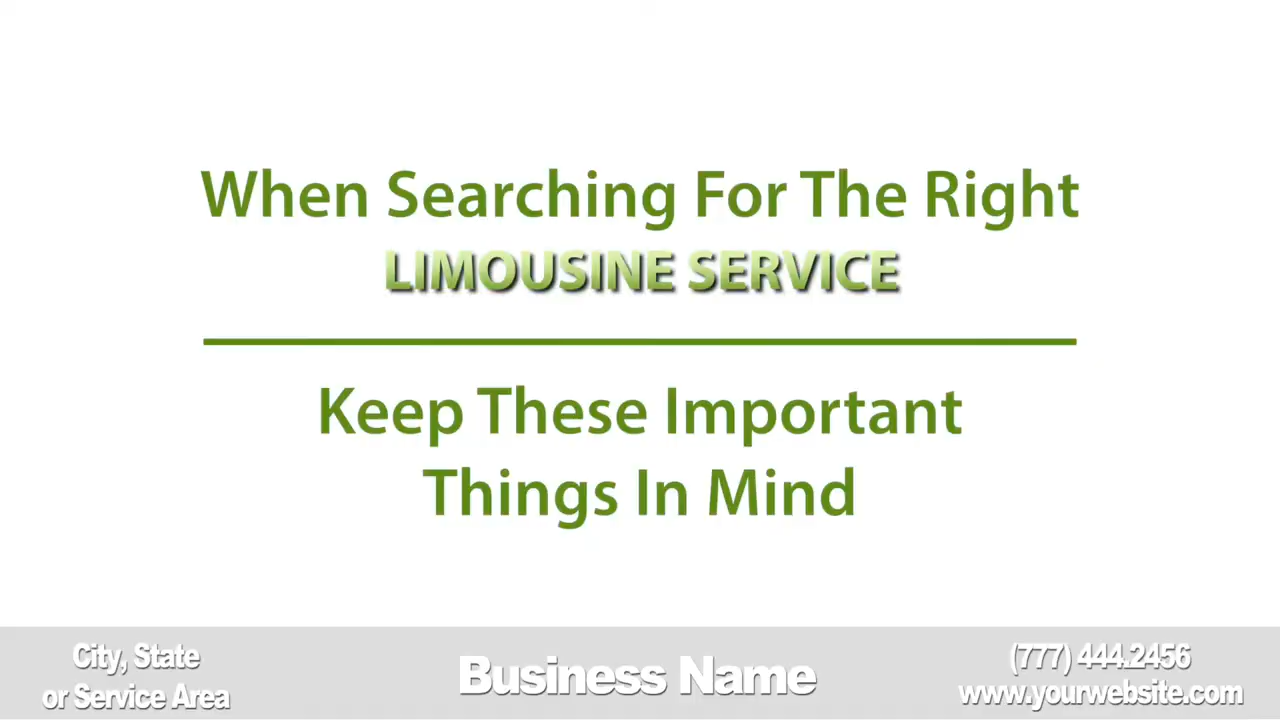 When Searching For The Right
LIMOUSINE SERVICE
Keep These Important
Things In Mind
City, State
or Service Area
Business Name
(777) 444.2456
www.yourwebsite.com